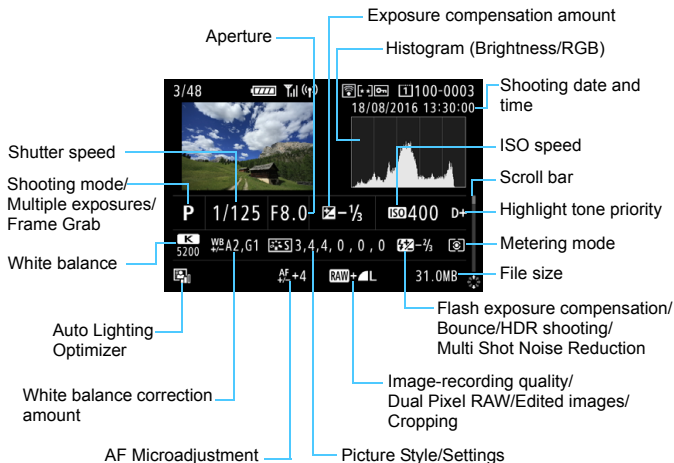 Exposure compensation amount
Aperture
Histogram (Brightness/RGB)
3/48
1 100-0003
18/08/2016 13:30:00
Shooting date and
time
Shutter speed
ISO speed
Shooting mode/
Multiple exposures/
Frame Grab
Scroll bar
P 1/125 F8.0 -⅓ ISO 400 D+
Highlight tone priority
K
5200
WB +/- A2,G1 S 3,4,4,0,0,0 -⅔
Metering mode
White balance
AF +/- +4 RAW+ L 31.0MB
File size
Auto Lighting
Optimizer
Flash exposure compensation/
Bounce/HDR shooting/
Multi Shot Noise Reduction
White balance correction
amount
Image-recording quality/
Dual Pixel RAW/Edited images/
Cropping
AF Microadjustment
Picture Style/Settings